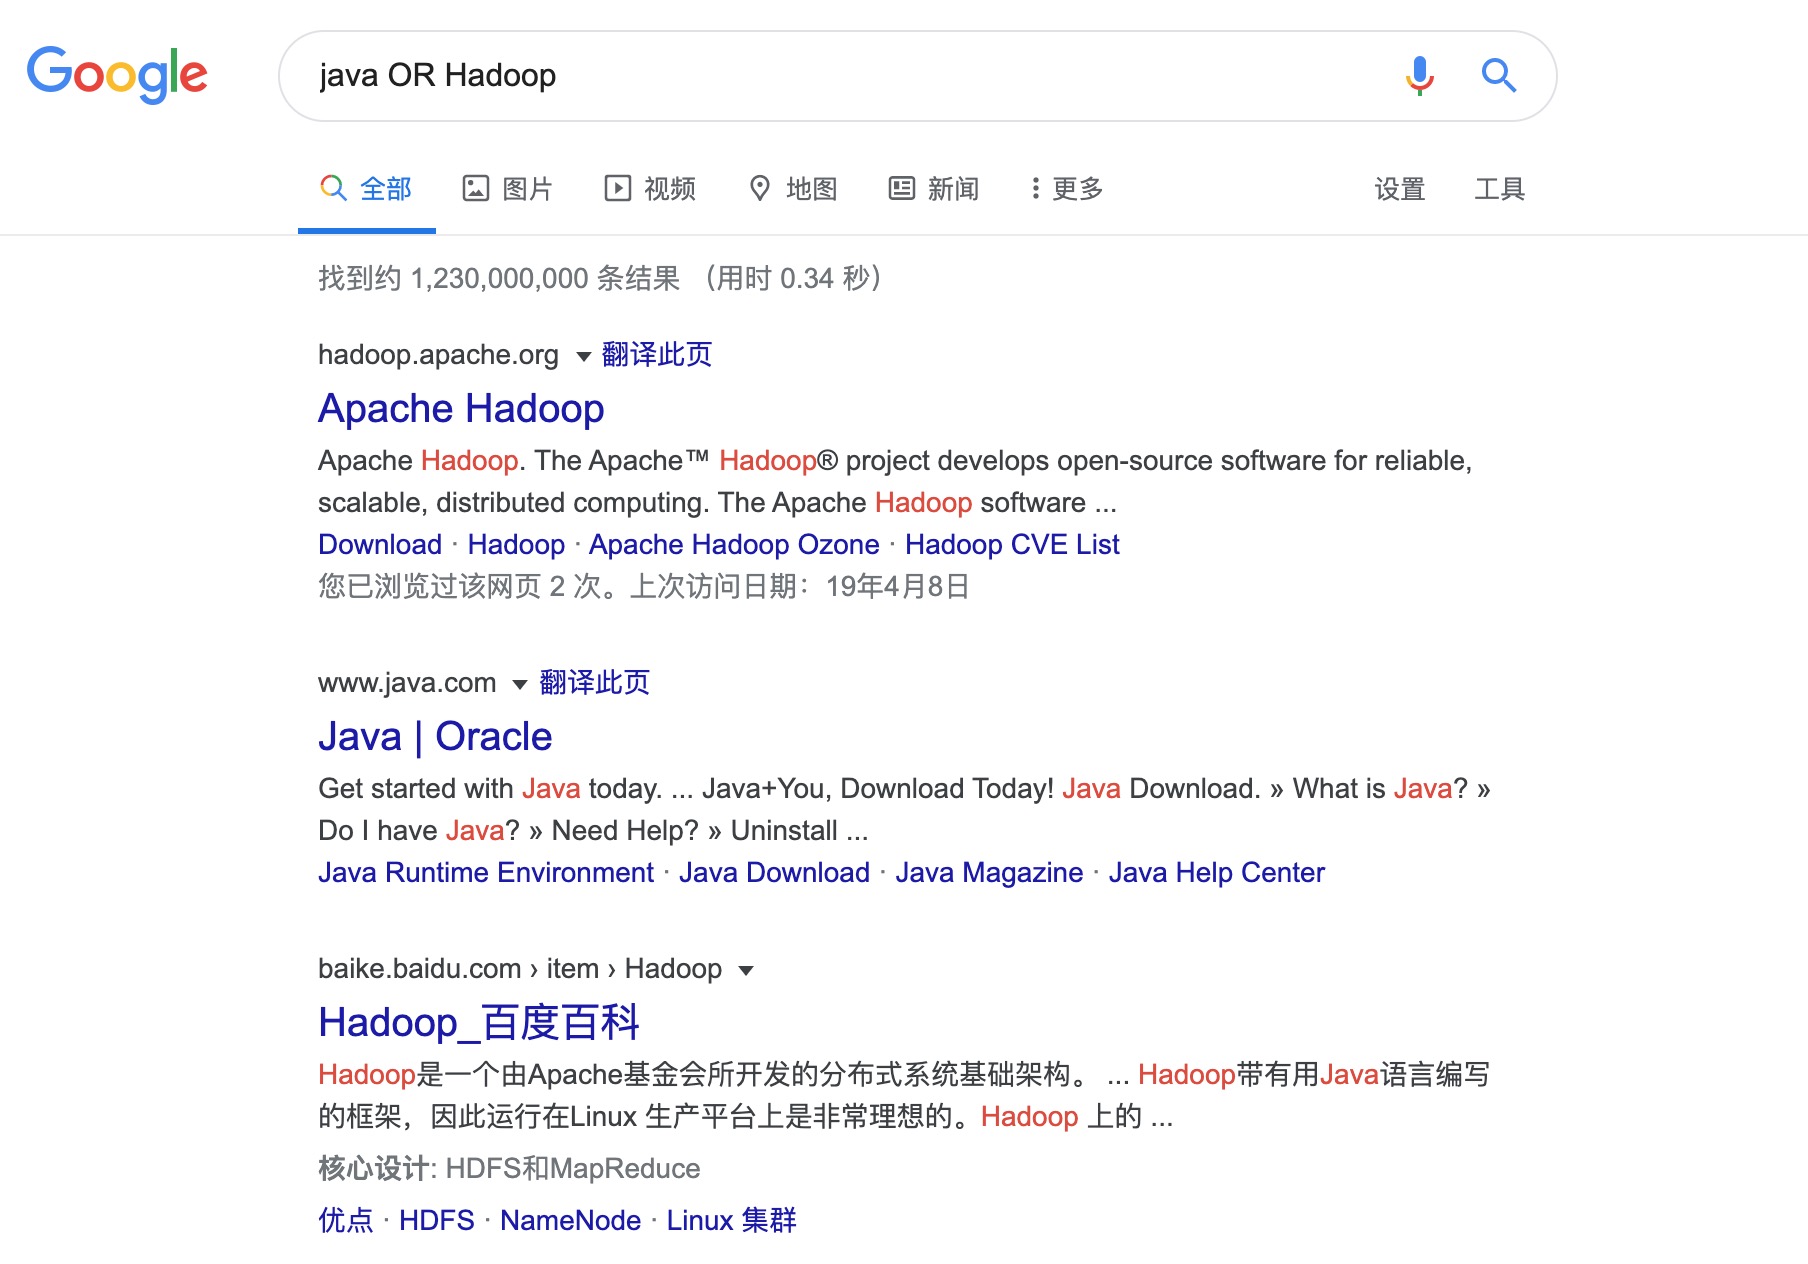 Google
java OR Hadoop
全部 图片 视频 地图 新闻 更多 设置 工具
找到约 1,230,000,000 条结果 （用时 0.34 秒）
hadoop.apache.org 翻译此页
Apache Hadoop
Apache Hadoop. The Apache™ Hadoop® project develops open-source software for reliable,
scalable, distributed computing. The Apache Hadoop software ...
Download · Hadoop · Apache Hadoop Ozone · Hadoop CVE List
您已浏览过该网页 2 次。上次访问日期：19年4月8日
www.java.com 翻译此页
Java | Oracle
Get started with Java today. ... Java+You, Download Today! Java Download. » What is Java? »
Do I have Java? » Need Help? » Uninstall ...
Java Runtime Environment · Java Download · Java Magazine · Java Help Center
baike.baidu.com › item › Hadoop
Hadoop_百度百科
Hadoop是一个由Apache基金会所开发的分布式系统基础架构。 ... Hadoop带有用Java语言编写
的框架，因此运行在Linux 生产平台上是非常理想的。Hadoop 上的 ...
核心设计: HDFS和MapReduce
优点 · HDFS · NameNode · Linux 集群